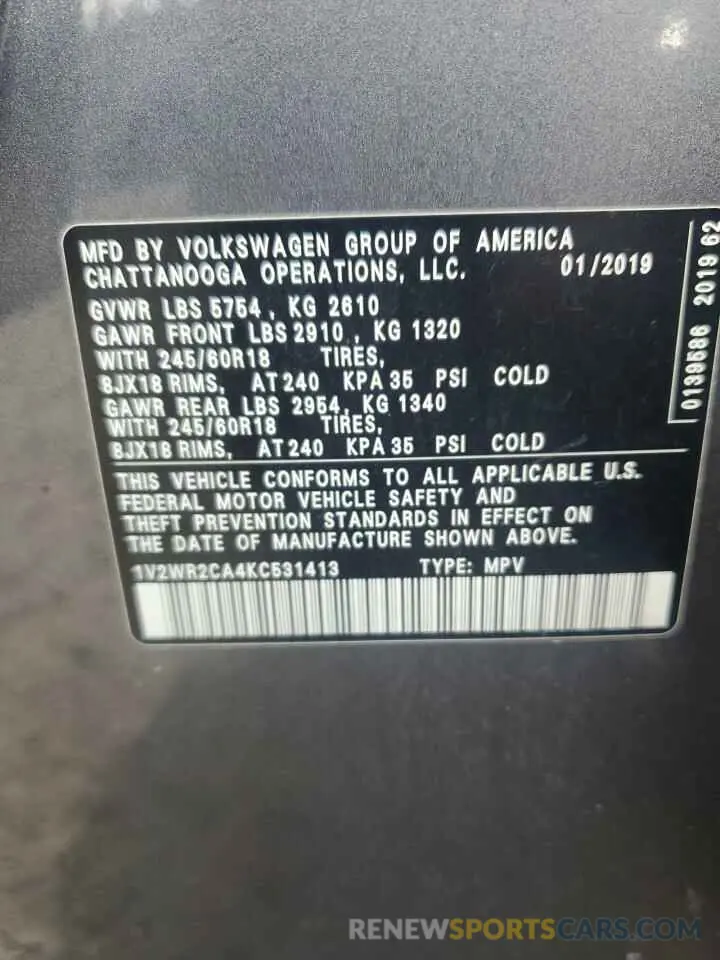 MFD BY VOLKSWAGEN GROUP OF AMERICA
CHATTANOOGA OPERATIONS, LLC. 01/2019
GVWR LBS 5754 , KG 2610
GAWR FRONT LBS 2910 , KG 1320
WITH 245/60R18 TIRES,
8JX18 RIMS, AT 240 KPA 35 PSI COLD
GAWR REAR LBS 2954, KG 1340
WITH 245/60R18 TIRES,
8JX18 RIMS, AT 240 KPA 35 PSI COLD
THIS VEHICLE CONFORMS TO ALL APPLICABLE U.S.
FEDERAL MOTOR VEHICLE SAFETY AND
THEFT PREVENTION STANDARDS IN EFFECT ON
THE DATE OF MANUFACTURE SHOWN ABOVE.
1V2WR2CA4KC531413 TYPE: MPV
0139586 2019 62
RENEWSPORTSCARS.COM